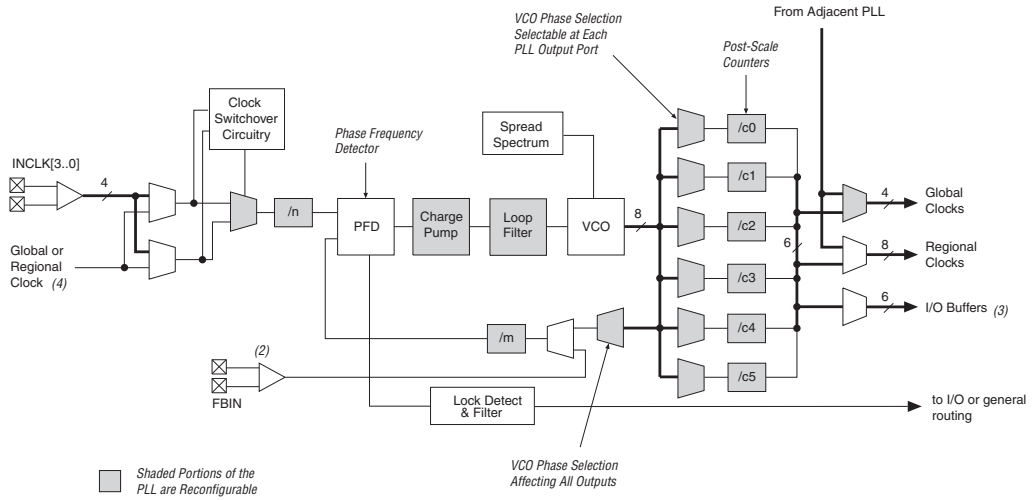 From Adjacent PLL
VCO Phase Selection
Selectable at Each
PLL Output Port
Post-Scale
Counters
Clock
Switchover
Circuitry
Phase Frequency
Detector
Spread
Spectrum
/c0
/c1
/c2
/c3
/c4
/c5
INCLK[3..0]
4
/n
PFD
Charge
Pump
Loop
Filter
VCO
8
6
4
Global
Clocks
8
Regional
Clocks
6
I/O Buffers (3)
Global or
Regional
Clock (4)
/m
(2)
FBIN
Lock Detect
& Filter
to I/O or general
routing
VCO Phase Selection
Affecting All Outputs
Shaded Portions of the
PLL are Reconfigurable